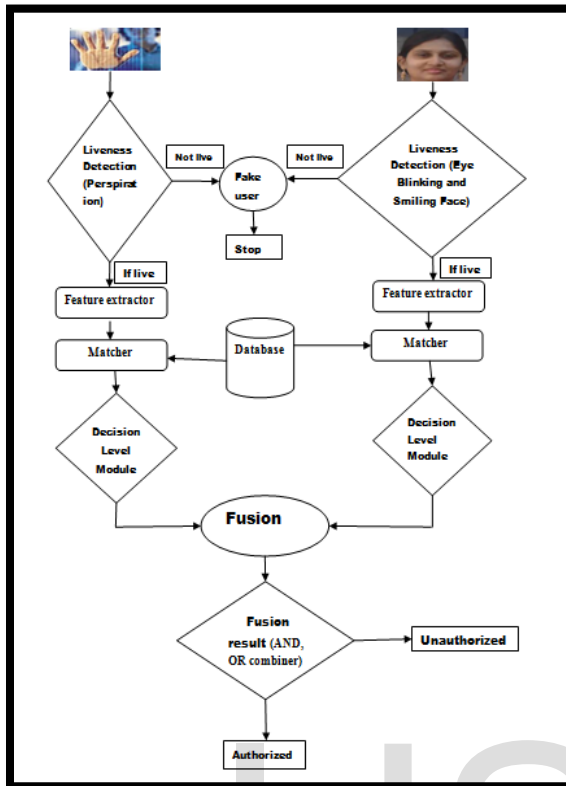 Liveness
Detection
(Perspirat
ion)
Not live
Fake
user
Not live
Liveness
Detection (Eye
Blinking and
Smiling Face)
Stop
If live
If live
Feature extractor
Feature extractor
Matcher
Database
Matcher
Decision
Level
Module
Decision
Level
Module
Fusion
Fusion
result (AND,
OR combiner)
Unauthorized
Authorized